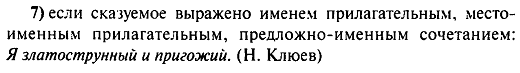 7) если сказуемое выражено именем прилагательным, место-
именным прилагательным, предложно-именным сочетанием:
Я златострунный и пригожий. (Н. Клюев)